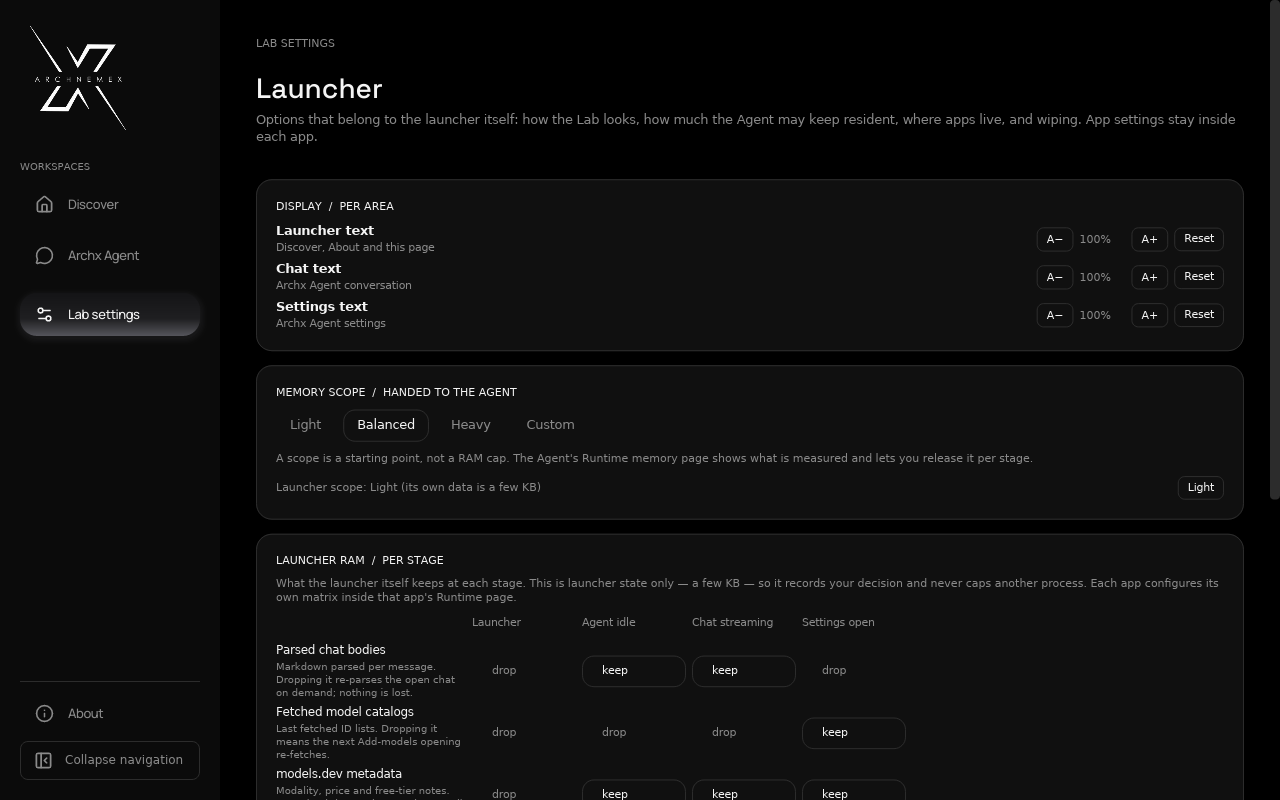 ARCHNEMEX
WORKSPACES
Discover
Archx Agent
Lab settings
About
Collapse navigation
LAB SETTINGS
Launcher
Options that belong to the launcher itself: how the Lab looks, how much the Agent may keep resident, where apps live, and wiping. App settings stay inside
each app.
DISPLAY / PER AREA
Launcher text
Discover, About and this page
A− 100% A+ Reset
Chat text
Archx Agent conversation
A− 100% A+ Reset
Settings text
Archx Agent settings
A− 100% A+ Reset
MEMORY SCOPE / HANDED TO THE AGENT
Light Balanced Heavy Custom
A scope is a starting point, not a RAM cap. The Agent's Runtime memory page shows what is measured and lets you release it per stage.
Launcher scope: Light (its own data is a few KB) Light
LAUNCHER RAM / PER STAGE
What the launcher itself keeps at each stage. This is launcher state only — a few KB — so it records your decision and never caps another process. Each app configures its
own matrix inside that app's Runtime page.
Launcher Agent idle Chat streaming Settings open
Parsed chat bodies
Markdown parsed per message.
Dropping it re-parses the open chat
on demand; nothing is lost.
drop keep keep drop
Fetched model catalogs
Last fetched ID lists. Dropping it
means the next Add-models opening
re-fetches.
drop drop drop keep
models.dev metadata
Modality, price and free-tier notes.
drop keep keep keep